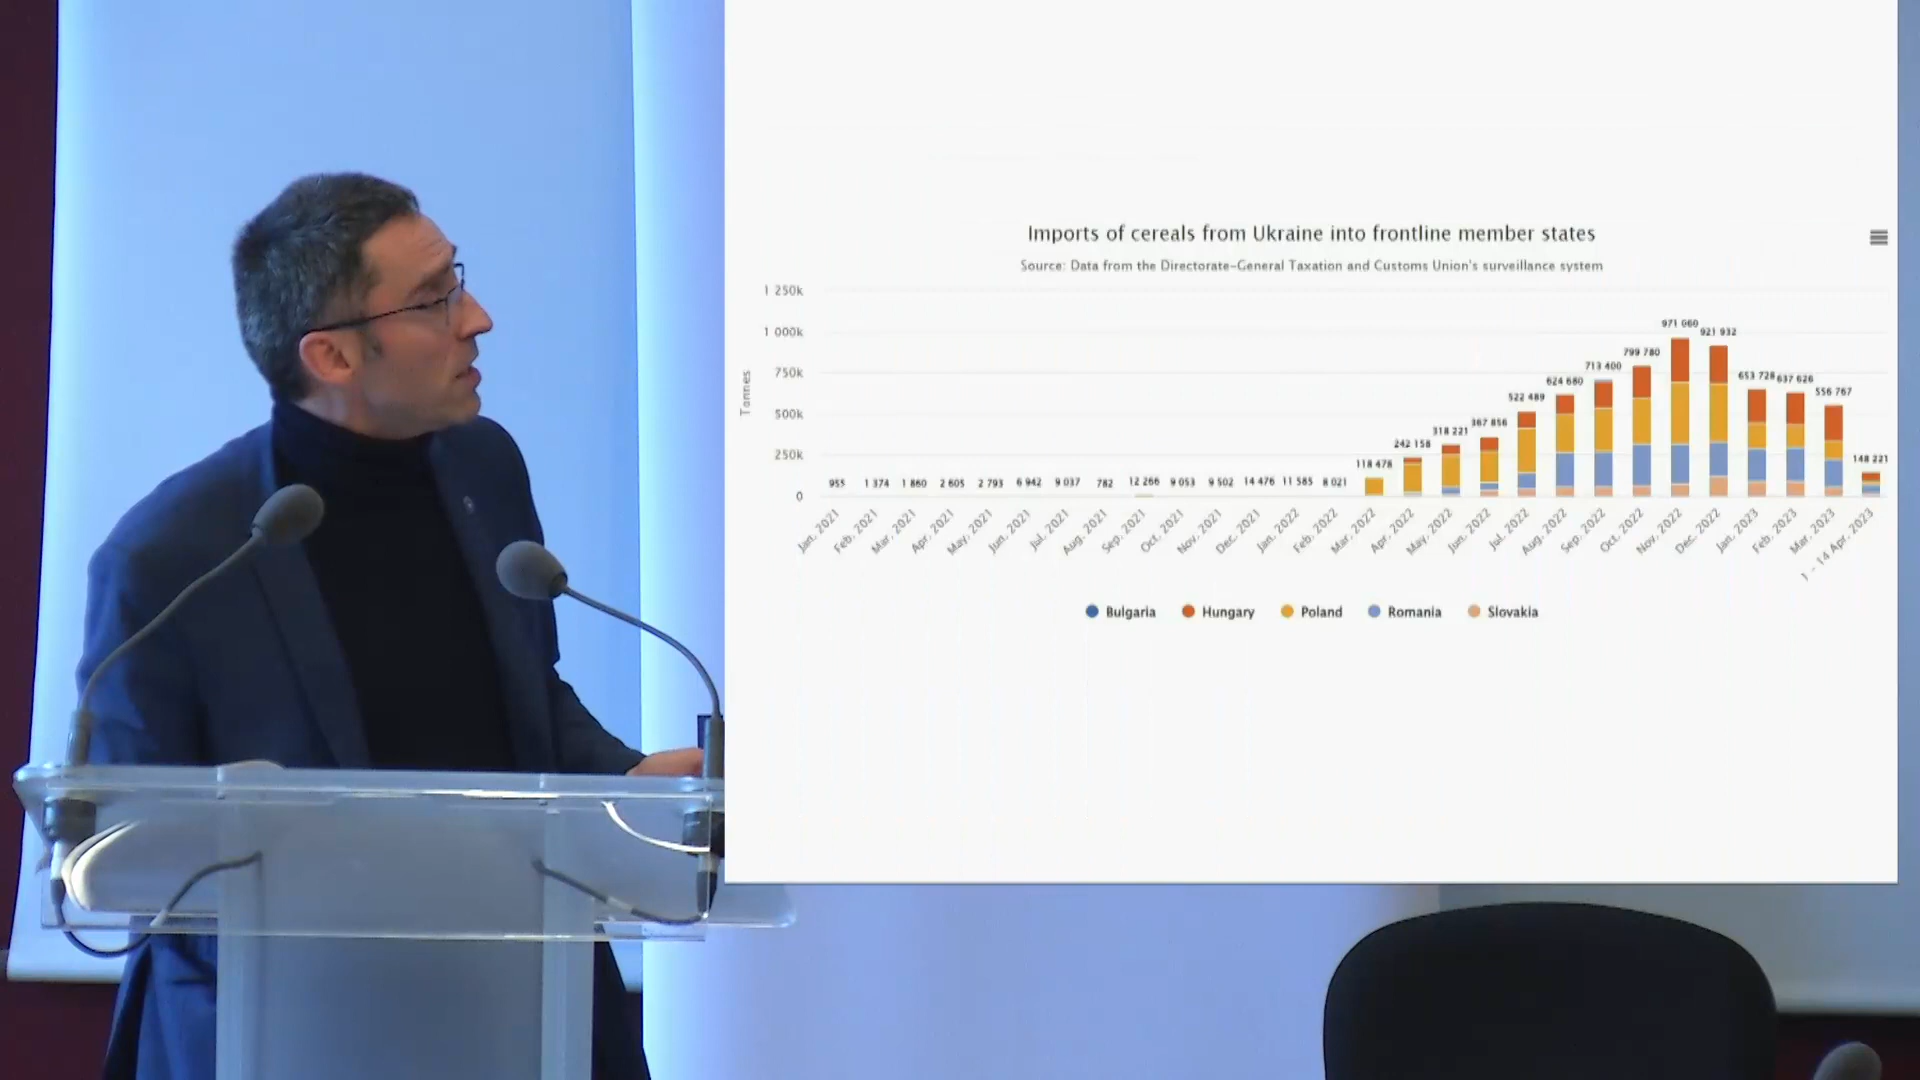 Imports of cereals from Ukraine into frontline member states
Source: Data from the Directorate-General Taxation and Customs Union's surveillance system
Tonnes
1 250k
1 000k
750k
500k
250k
0
955
1 374
1 860
2 605
2 793
6 942
9 037
782
12 266
9 053
9 502
14 476
11 585
8 021
118 478
242 158
318 221
367 856
522 489
624 680
713 400
799 780
971 060
921 932
653 728
637 626
556 767
148 221
Jan, 2021
Feb, 2021
Mar, 2021
Apr, 2021
May, 2021
Jun, 2021
Jul, 2021
Aug, 2021
Sep, 2021
Oct, 2021
Nov, 2021
Dec, 2021
Jan, 2022
Feb, 2022
Mar, 2022
Apr, 2022
May, 2022
Jun, 2022
Jul, 2022
Aug, 2022
Sep, 2022
Oct, 2022
Nov, 2022
Dec, 2022
Jan, 2023
Feb, 2023
Mar, 2023
1 - 14 Apr, 2023
Bulgaria
Hungary
Poland
Romania
Slovakia